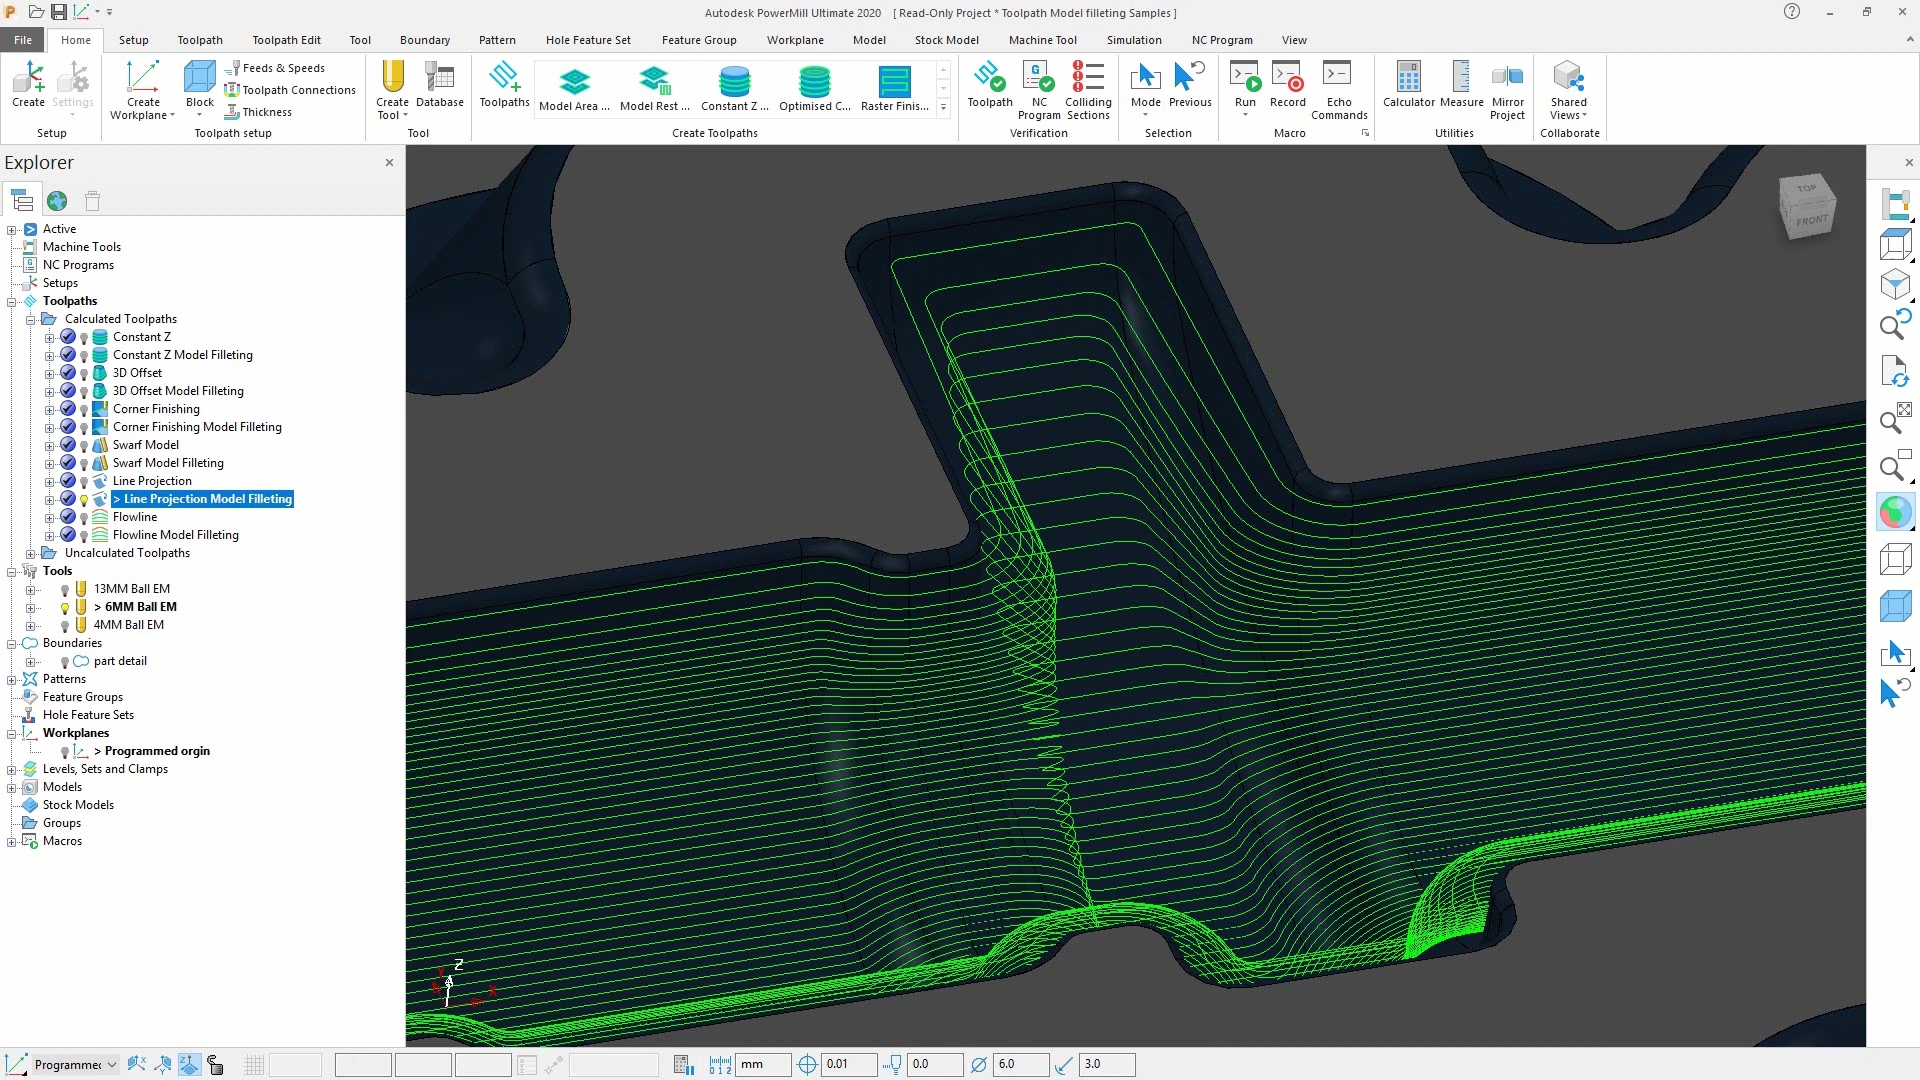 Autodesk PowerMill Ultimate 2020 [ Read-Only Project * Toolpath Model filleting Samples ]
File Home Setup Toolpath Toolpath Edit Tool Boundary Pattern Hole Feature Set Feature Group Workplane Model Stock Model Machine Tool Simulation NC Program View
Create
Settings
Create Workplane
Block
Feeds & Speeds
Toolpath Connections
Thickness
Create Tool
Database
Toolpaths
Model Area ...
Model Rest ...
Constant Z ...
Optimised C...
Raster Finis...
Toolpath
NC Program
Colliding Sections
Mode
Previous
Run
Record
Echo Commands
Calculator
Measure
Mirror Project
Shared Views
Setup Toolpath setup Tool Create Toolpaths Verification Selection Macro Utilities Collaborate
Explorer
Active
Machine Tools
NC Programs
Setups
Toolpaths
Calculated Toolpaths
Constant Z
Constant Z Model Filleting
3D Offset
3D Offset Model Filleting
Corner Finishing
Corner Finishing Model Filleting
Swarf Model
Swarf Model Filleting
Line Projection
> Line Projection Model Filleting
Flowline
Flowline Model Filleting
Uncalculated Toolpaths
Tools
13MM Ball EM
> 6MM Ball EM
4MM Ball EM
Boundaries
part detail
Patterns
Feature Groups
Hole Feature Sets
Workplanes
> Programmed orgin
Levels, Sets and Clamps
Models
Stock Models
Groups
Macros
TOP
FRONT
Z
Y
X
Programmec mm 0.01 0.0 6.0 3.0